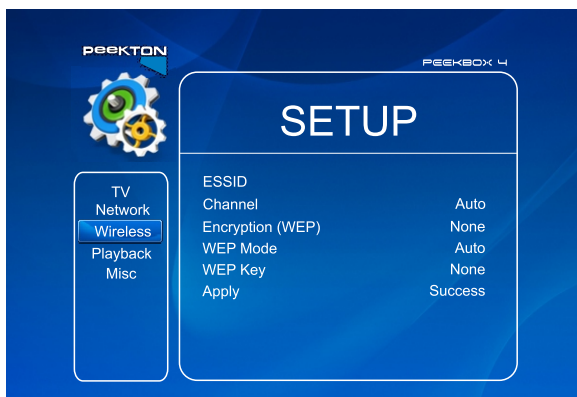 PEEKTON
PEEKBOX 4
SETUP
TV
Network
Wireless
Playback
Misc
ESSID
Channel Auto
Encryption (WEP) None
WEP Mode Auto
WEP Key None
Apply Success